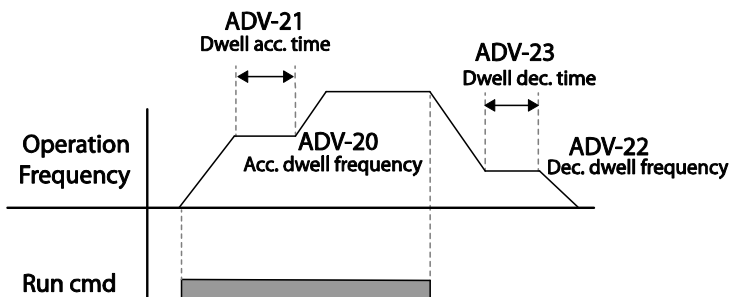 ADV-21
Dwell acc. time
ADV-23
Dwell dec. time
Operation
Frequency
ADV-20
Acc. dwell frequency
ADV-22
Dec. dwell frequency
Run cmd